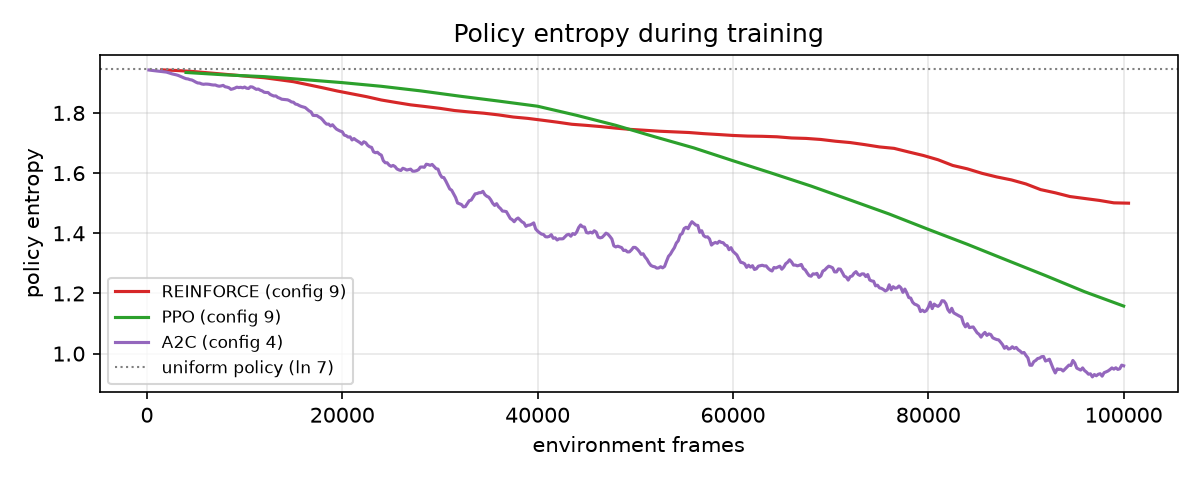 Policy entropy during training
policy entropy
1.8
1.6
1.4
1.2
1.0
REINFORCE (config 9)
PPO (config 9)
A2C (config 4)
uniform policy (ln 7)
0
20000
40000
60000
80000
100000
environment frames